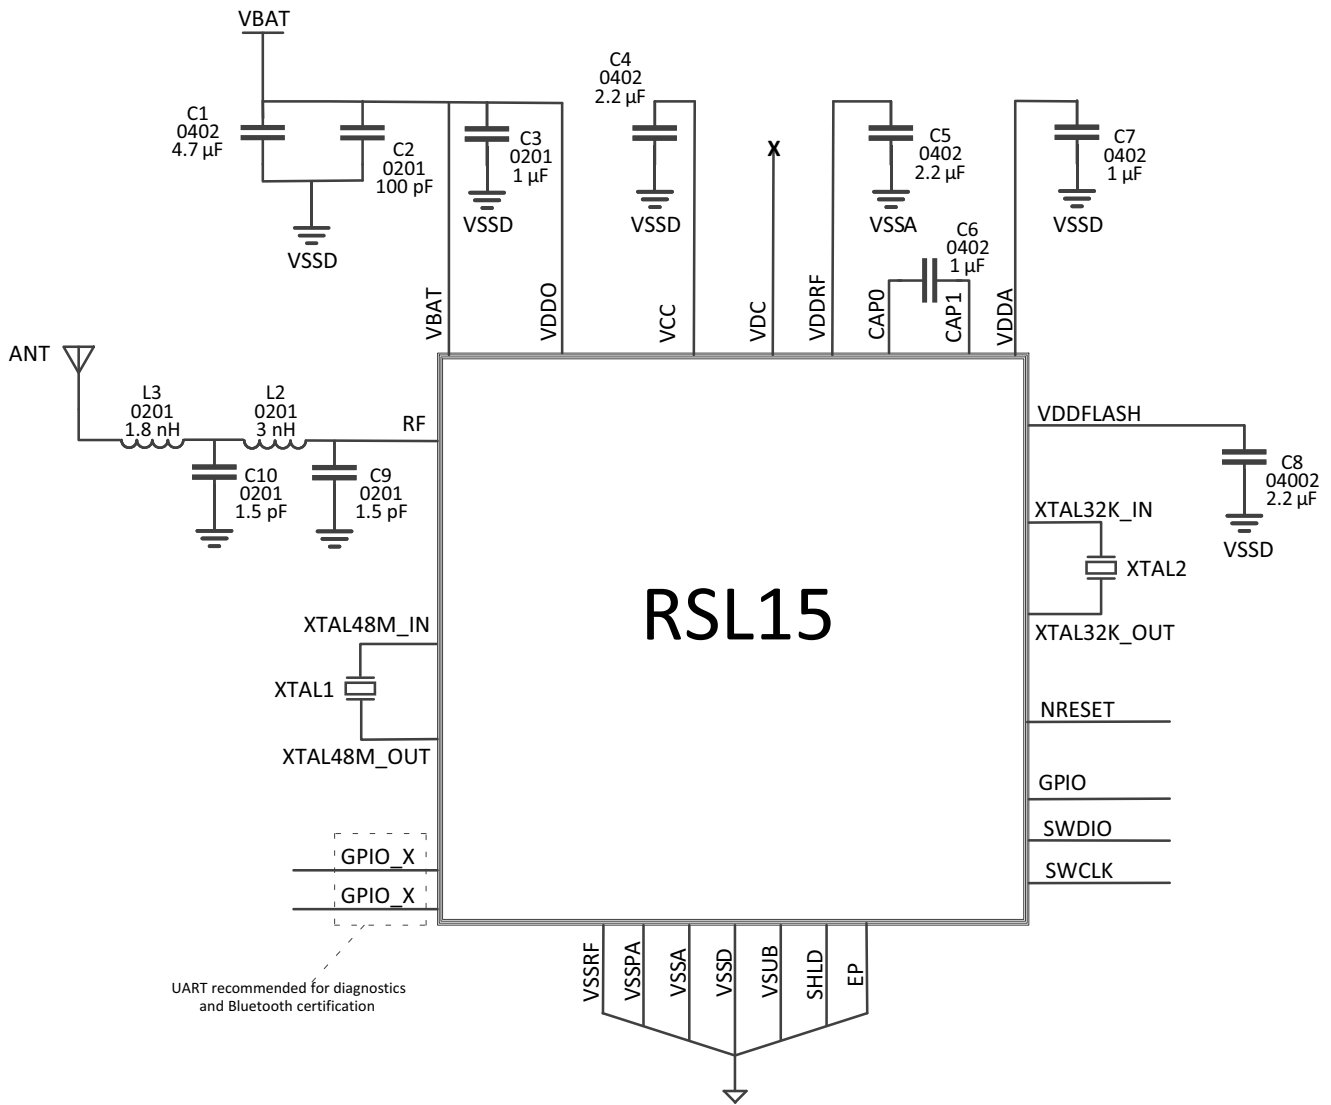 VBAT
C1
0402
4.7 µF
C2
0201
100 pF
VSSD
C3
0201
1 µF
VSSD
C4
0402
2.2 µF
VSSD
X
C5
0402
2.2 µF
VSSA
C6
0402
1 µF
C7
0402
1 µF
VSSD
VBAT
VDDO
VCC
VDC
VDDRF
CAP0
CAP1
VDDA
ANT
L3
0201
1.8 nH
L2
0201
3 nH
RF
C10
0201
1.5 pF
C9
0201
1.5 pF
VDDFLASH
C8
04002
2.2 µF
VSSD
XTAL32K_IN
XTAL2
XTAL32K_OUT
RSL15
XTAL48M_IN
XTAL1
XTAL48M_OUT
NRESET
GPIO
SWDIO
SWCLK
GPIO_X
GPIO_X
UART recommended for diagnostics
and Bluetooth certification
VSSRF
VSSPA
VSSA
VSSD
VSUB
SHLD
EP